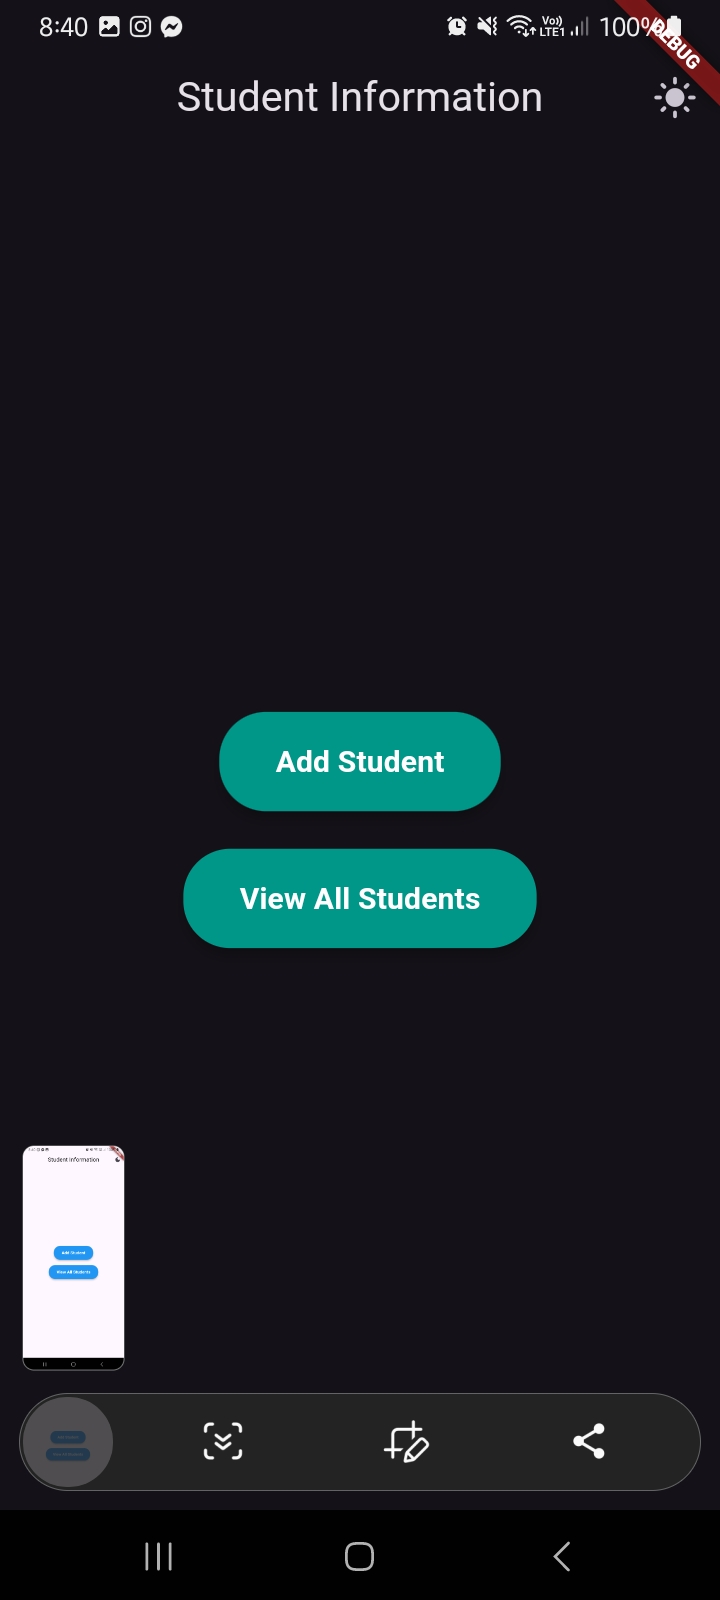 8:40 Vo)) LTE1 100%
DEBUG
Student Information
Add Student
View All Students
Student Information
Add Student
View All Students